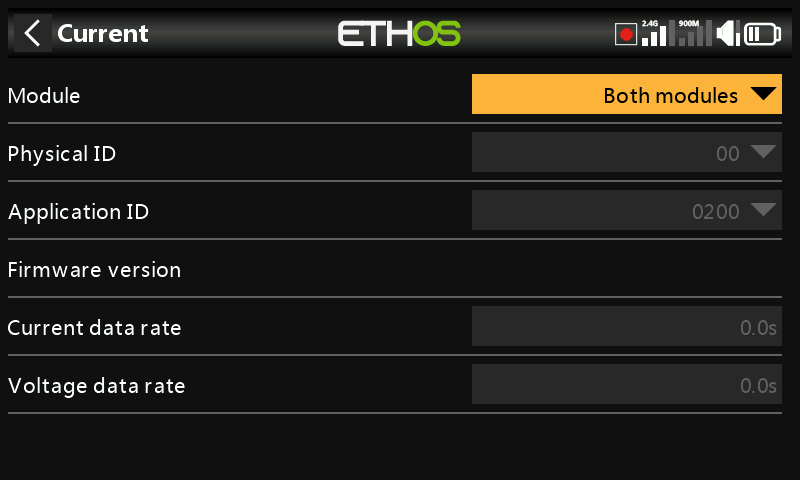 Current
ETHOS
2.4G
900M
Module
Both modules
Physical ID
00
Application ID
0200
Firmware version
Current data rate
0.0s
Voltage data rate
0.0s